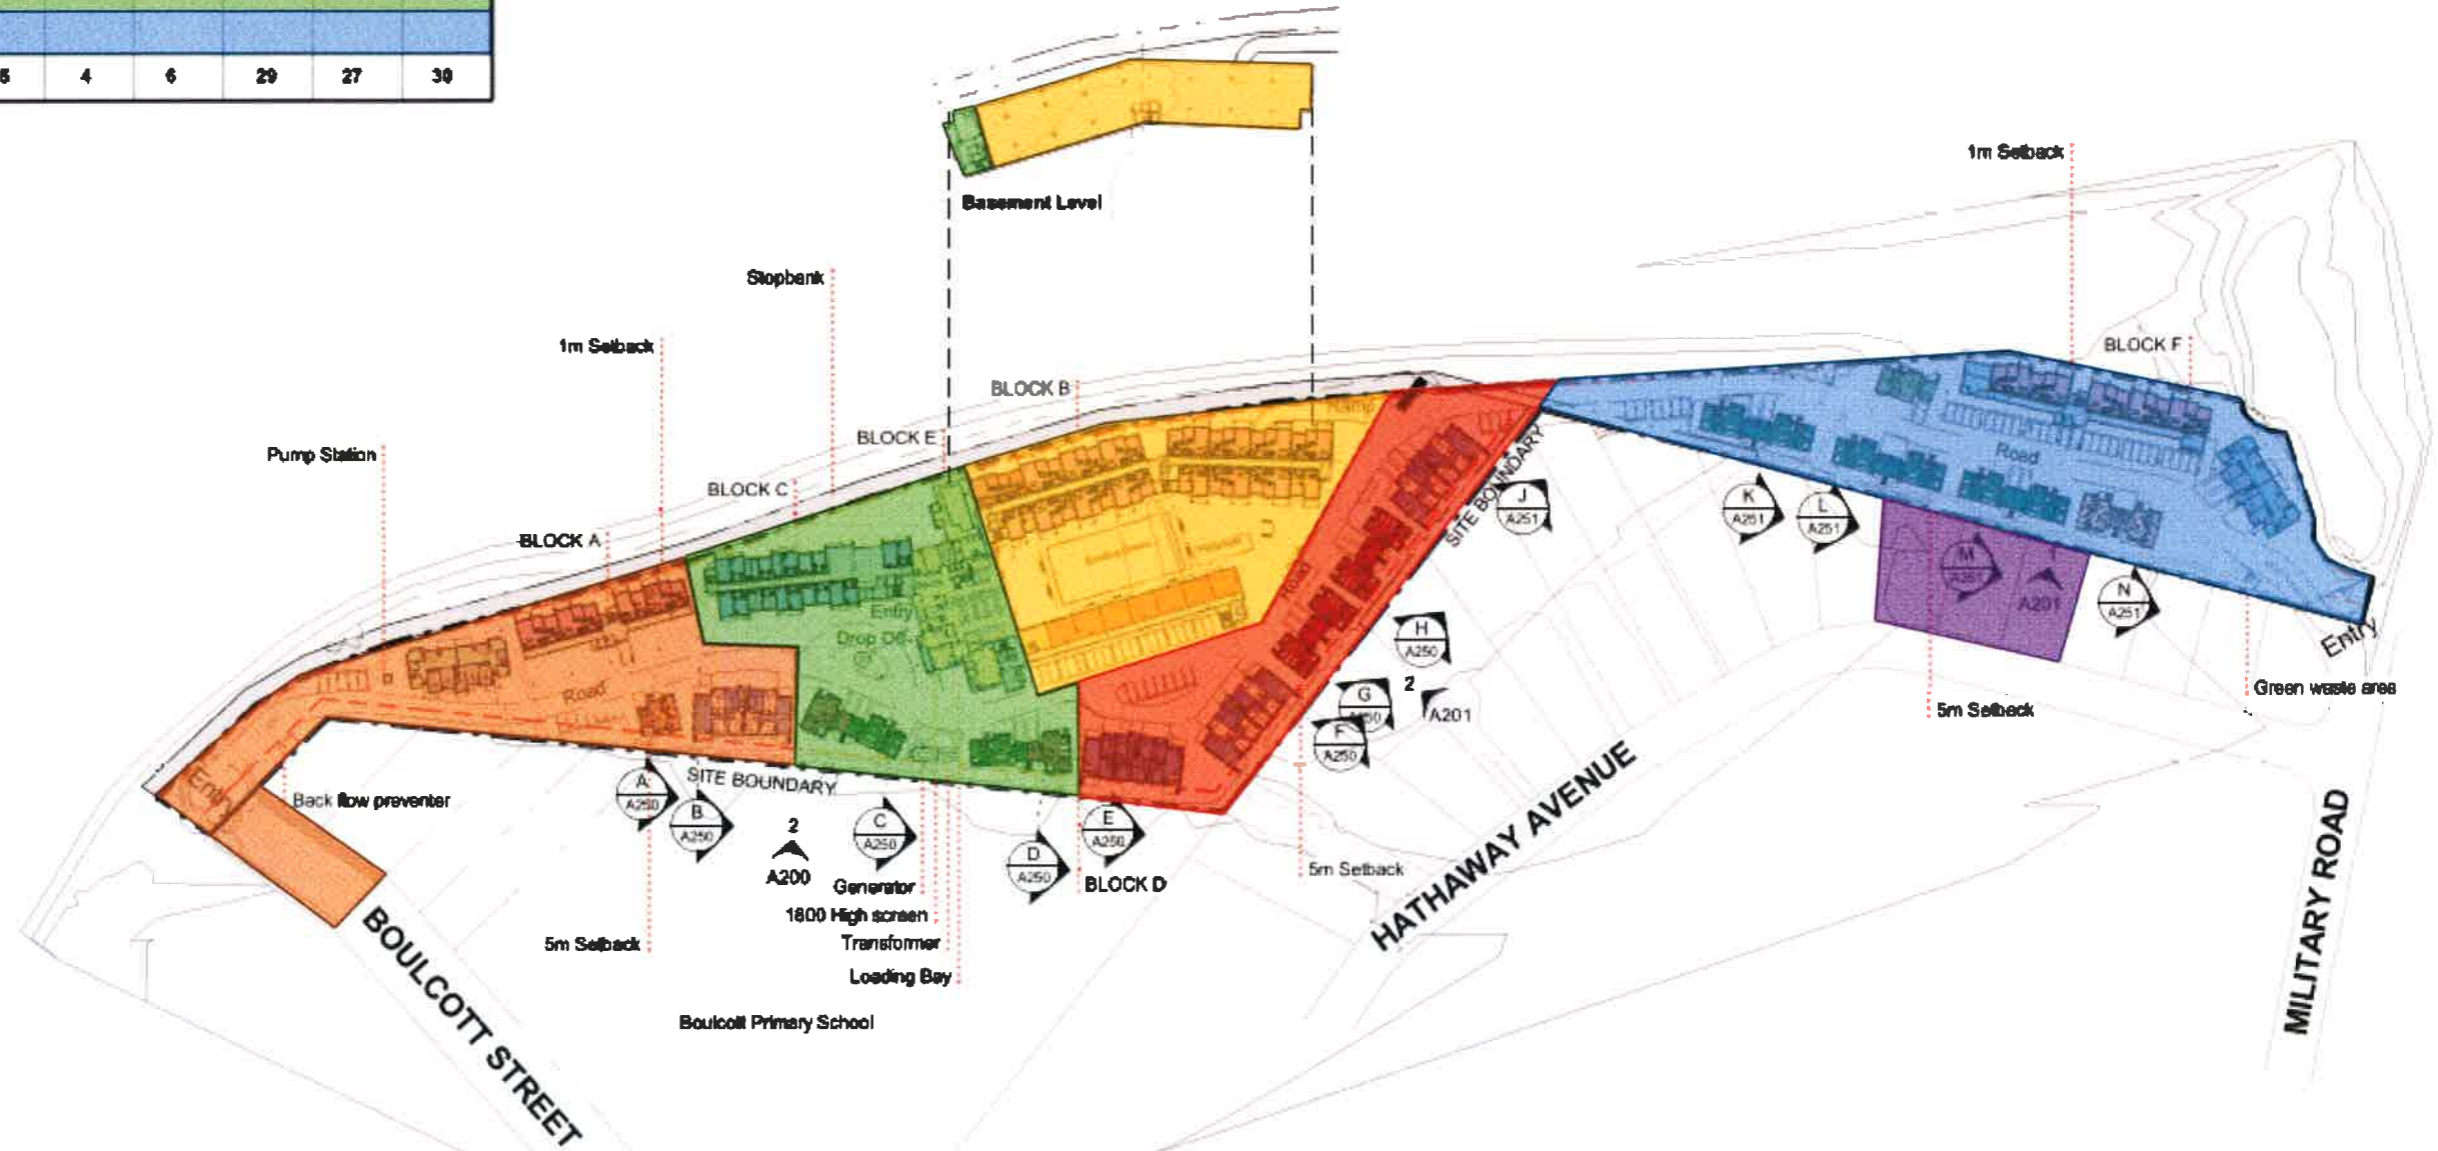 4 6 29 27 30
Basement Level
1m Setback
Stopbank
1m Setback
BLOCK F
BLOCK B
Ramp
BLOCK E
Pump Station
BLOCK C
BLOCK A
SITE BOUNDARY
Road
J
A251
K
A251
L
A251
M
A251
A201
N
A251
Entry
Drop Off
Road
Road
Entry
H
A250
2
A201
G
A250
F
A250
Green waste area
5m Setback
Entry
Back flow preventer
SITE BOUNDARY
A
A250
B
A250
2
A200
C
A250
D
A250
E
A250
BLOCK D
5m Setback
Generator
1800 High screen
Transformer
Loading Bay
5m Setback
Boulcott Primary School
BOULCOTT STREET
HATHAWAY AVENUE
MILITARY ROAD